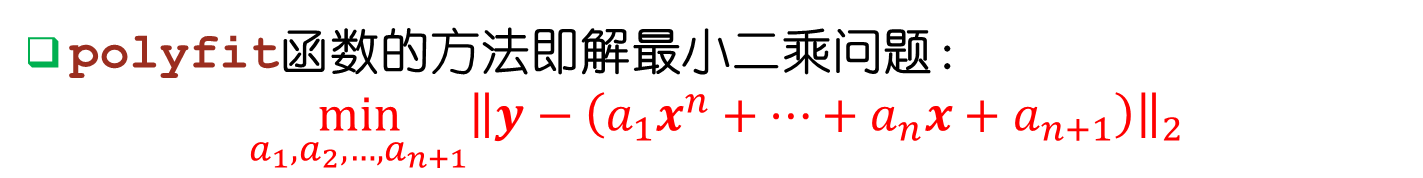 ❑polyfit函数的方法即解最小二乘问题：
min ‖𝒚 − (a₁𝒙ⁿ + ⋯ + aₙ𝒙 + aₙ₊₁)‖₂
a₁,a₂,…,aₙ₊₁